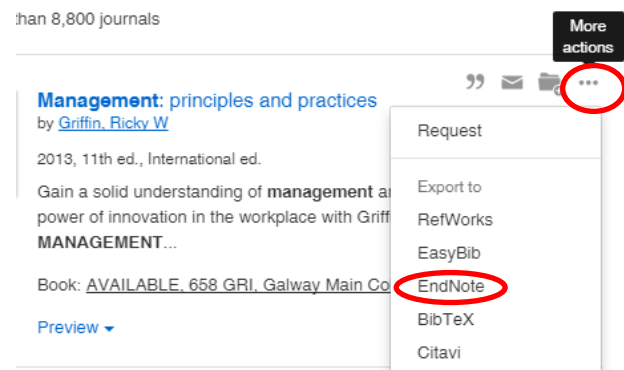 than 8,800 journals
More
actions
Management: principles and practices
by Griffin, Ricky W
2013, 11th ed., International ed.
Gain a solid understanding of management
power of innovation in the workplace with
MANAGEMENT...
Book: AVAILABLE, 658 GRI, Galway Main
Preview
Request
Export to
RefWorks
EasyBib
EndNote
BibTeX
Citavi